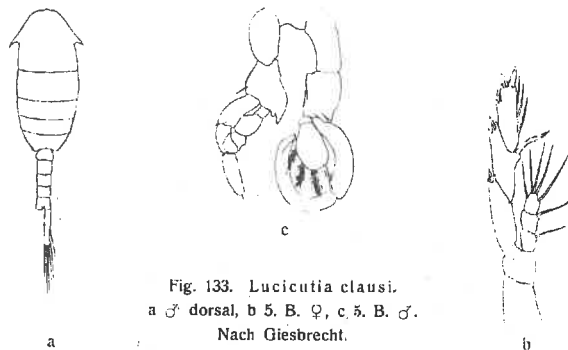 c
Fig. 133. Lucicutia clausi.
a ♂ dorsal, b 5. B. ♀, c 5. B. ♂.
Nach Giesbrecht.
a
b